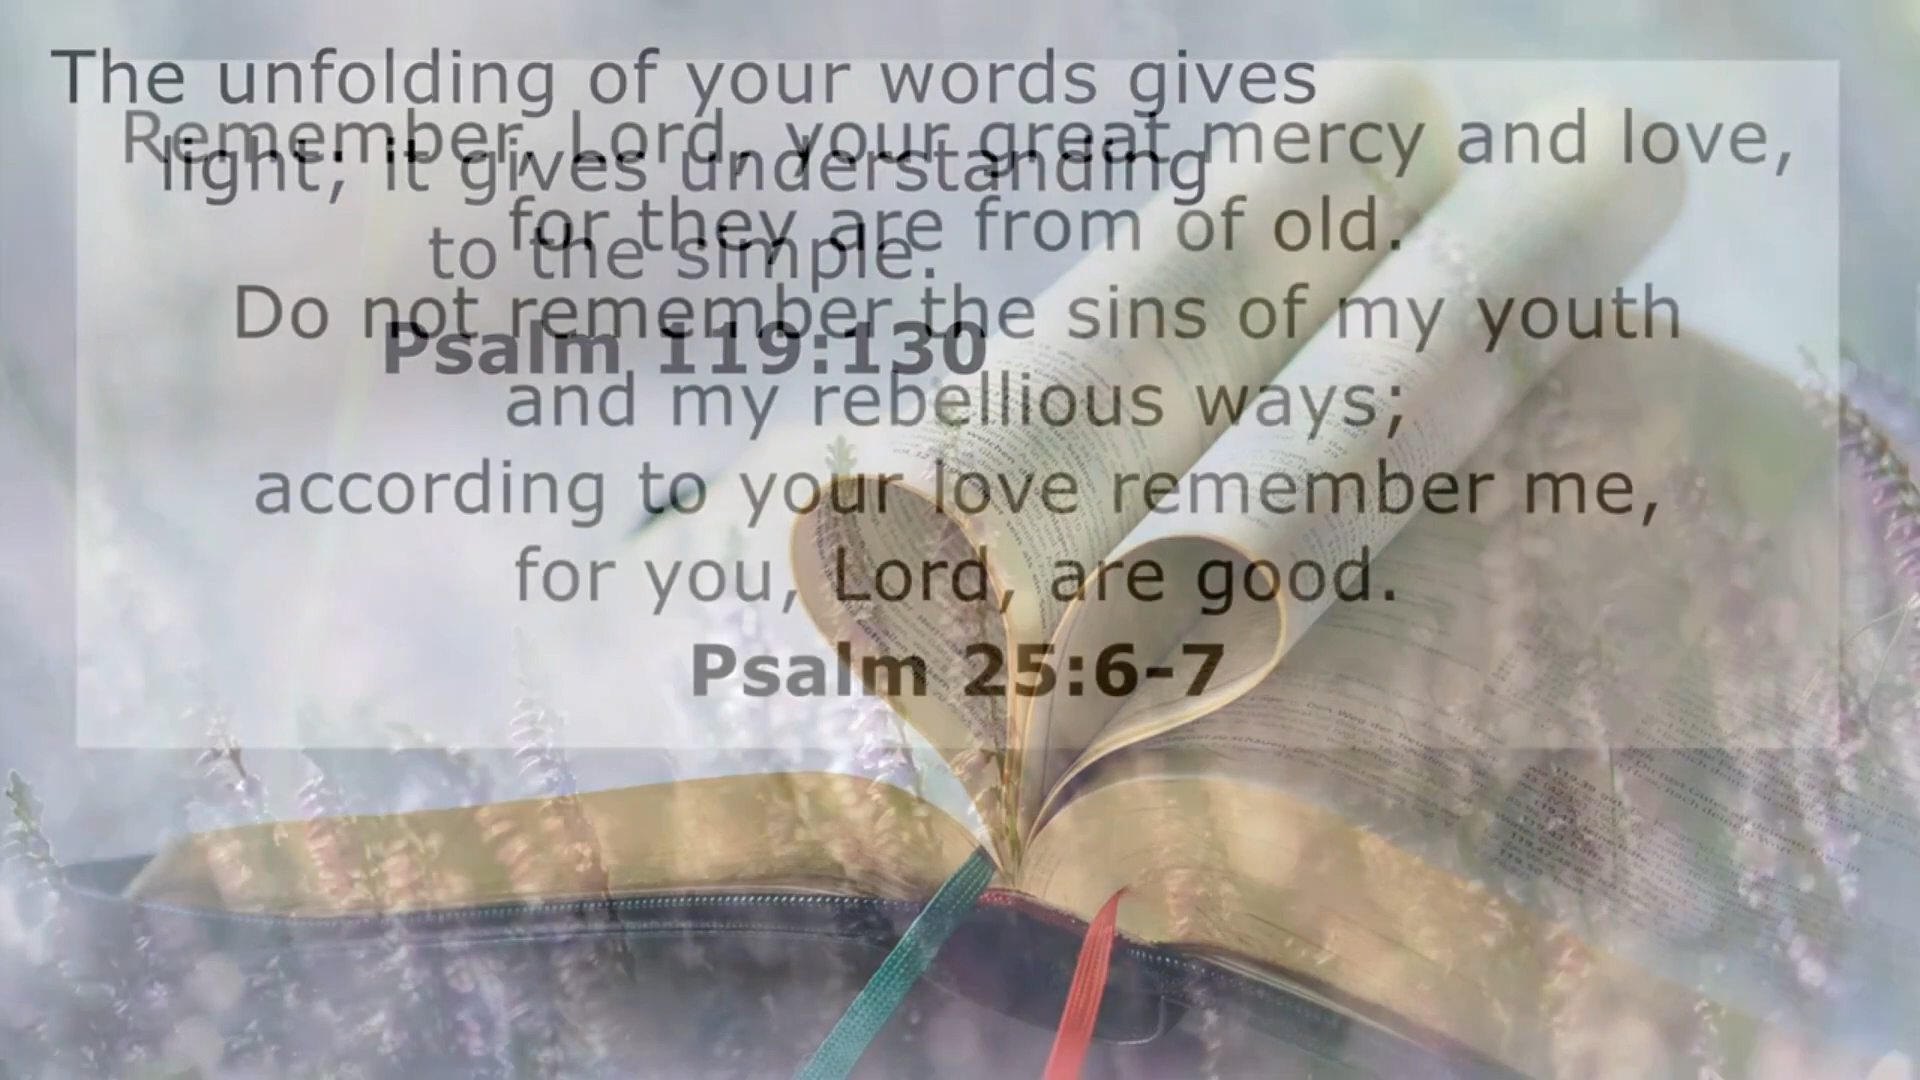 The unfolding of your words gives
light; it gives understanding
to the simple.
Psalm 119:130
Remember, Lord, your great mercy and love,
for they are from of old.
Do not remember the sins of my youth
and my rebellious ways;
according to your love remember me,
for you, Lord, are good.
Psalm 25:6-7